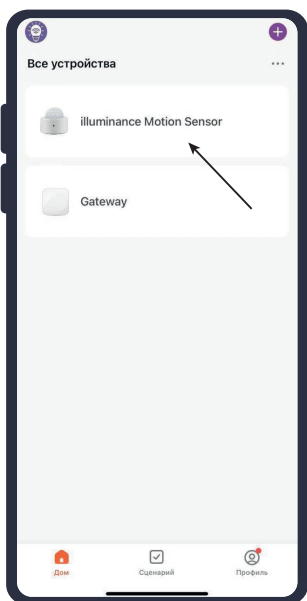 Все устройства
illuminance Motion Sensor
Gateway
Дом Сценарий Профиль